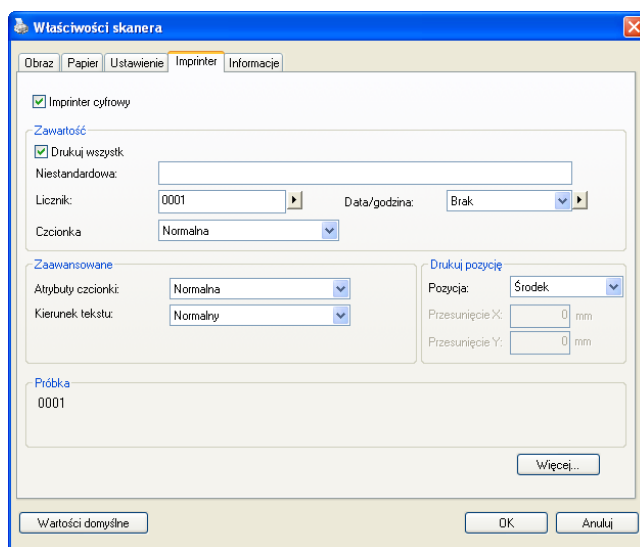 Właściwości skanera
Obraz Papier Ustawienie Imprinter Informacje
Imprinter cyfrowy
Zawartość
Drukuj wszystk
Niestandardowa:
Licznik: 0001 Data/godzina: Brak
Czcionka Normalna
Zaawansowane
Atrybuty czcionki: Normalna
Kierunek tekstu: Normalny
Drukuj pozycję
Pozycja: Środek
Przesunięcie X: 0 mm
Przesunięcie Y: 0 mm
Próbka
0001
Więcej...
Wartości domyślne OK Anuluj